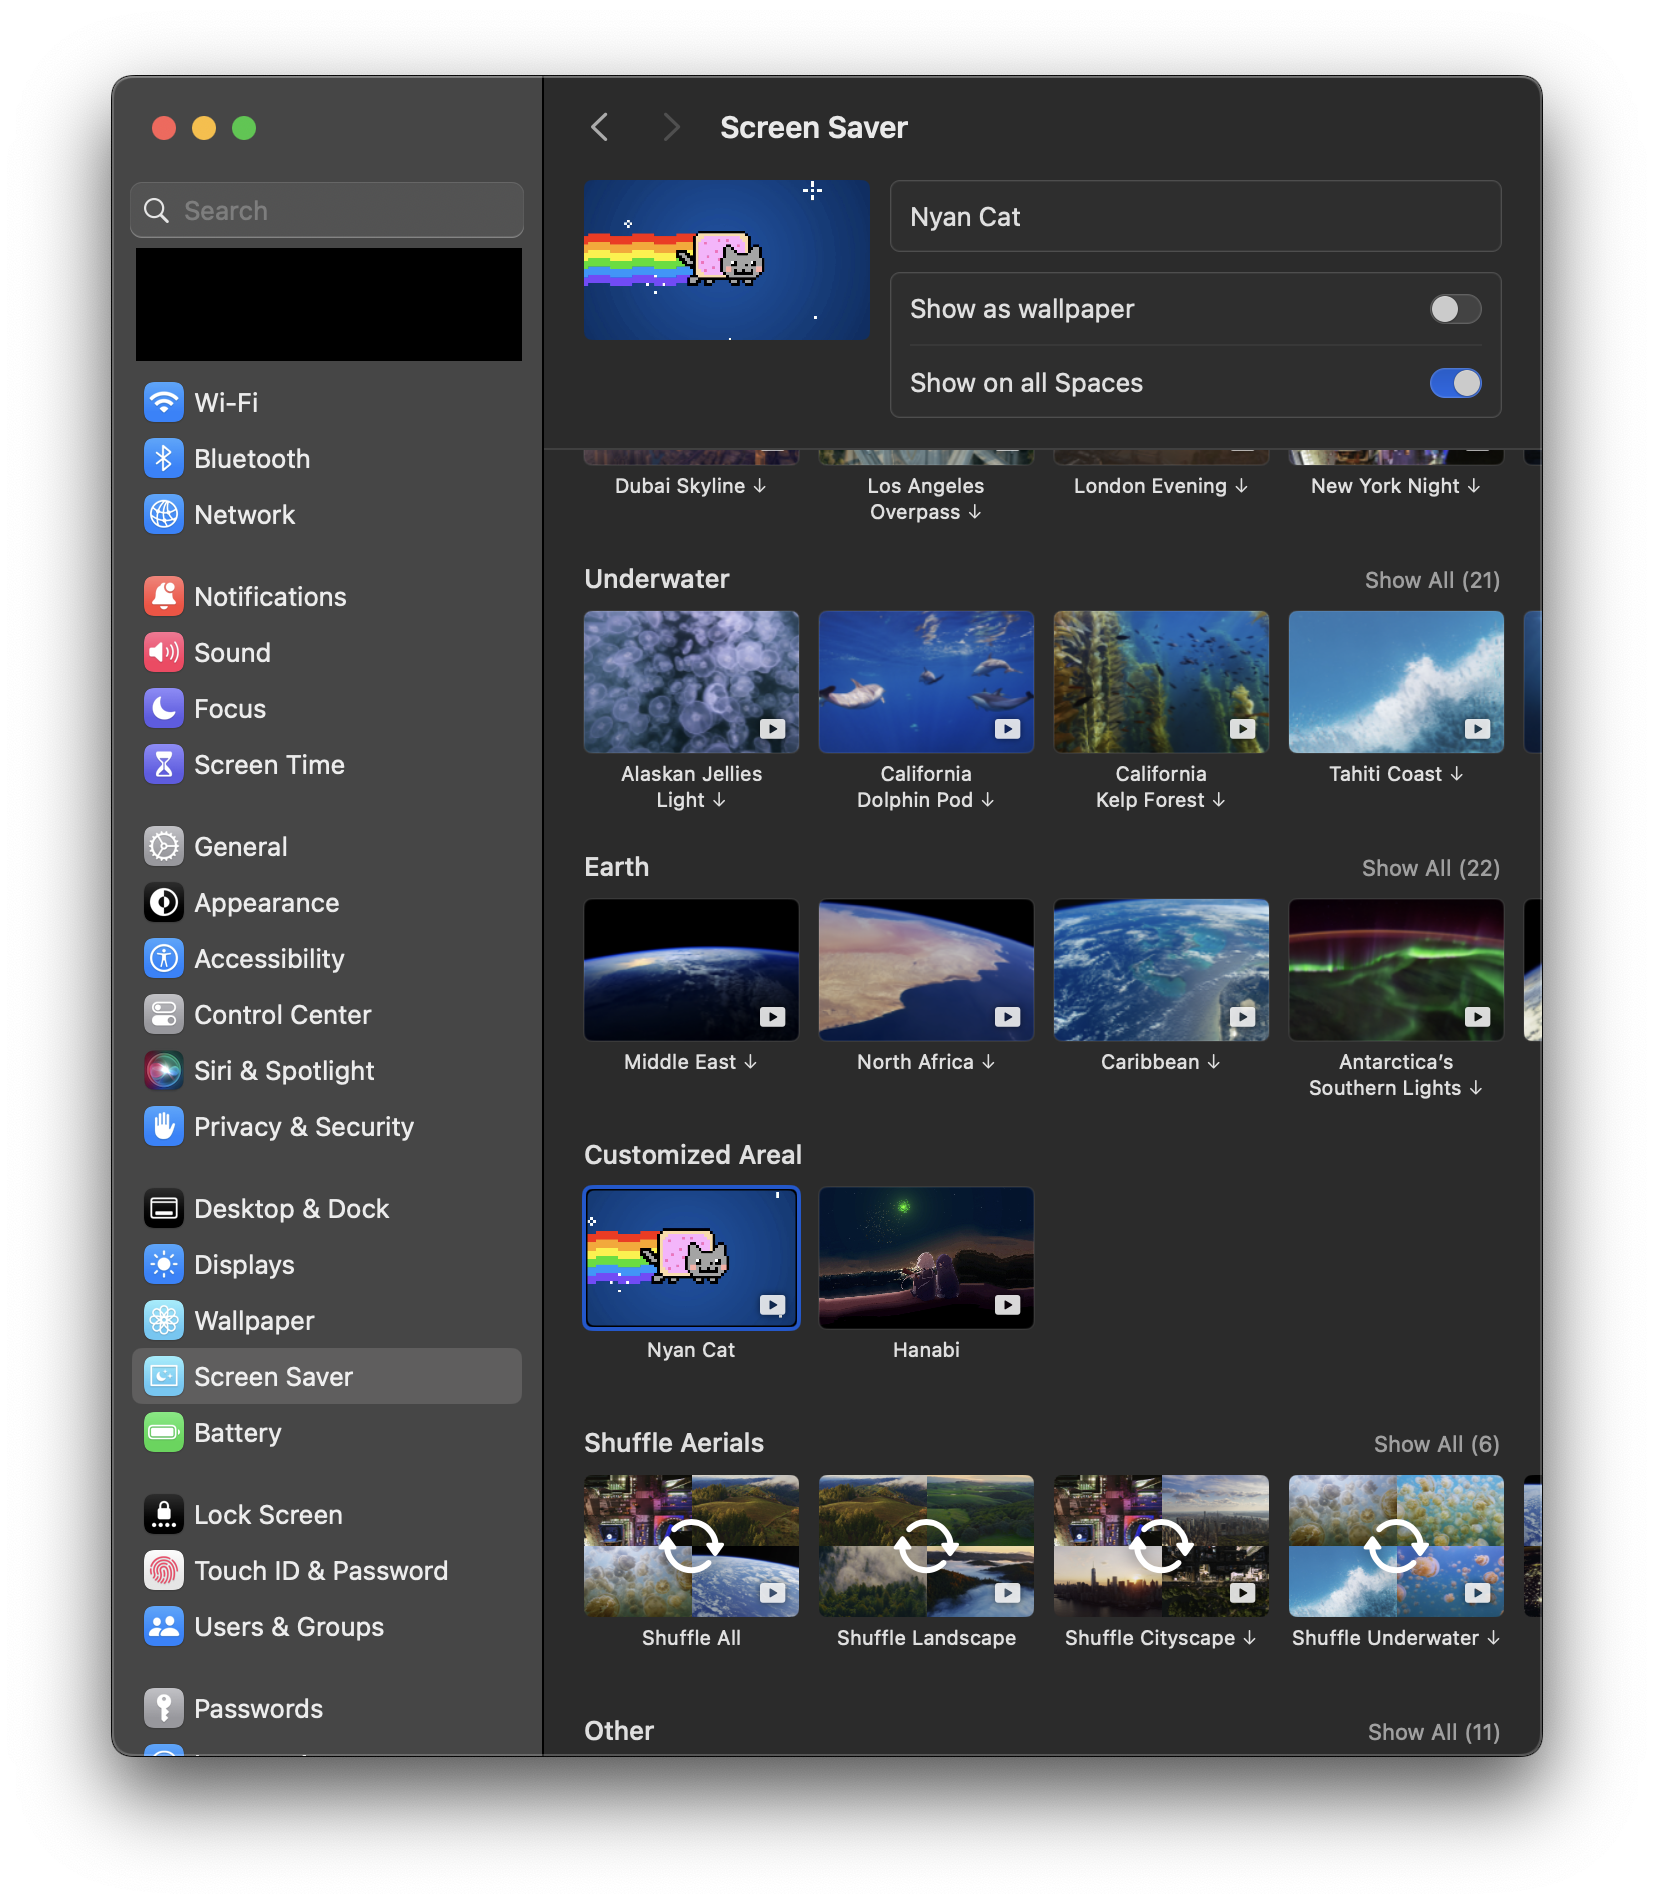 Search
Wi-Fi
Bluetooth
Network
Notifications
Sound
Focus
Screen Time
General
Appearance
Accessibility
Control Center
Siri & Spotlight
Privacy & Security
Desktop & Dock
Displays
Wallpaper
Screen Saver
Battery
Lock Screen
Touch ID & Password
Users & Groups
Passwords
Screen Saver
Nyan Cat
Show as wallpaper
Show on all Spaces
Dubai Skyline ↓
Los Angeles
Overpass ↓
London Evening ↓
New York Night ↓
Underwater
Show All (21)
Alaskan Jellies
Light ↓
California
Dolphin Pod ↓
California
Kelp Forest ↓
Tahiti Coast ↓
Earth
Show All (22)
Middle East ↓
North Africa ↓
Caribbean ↓
Antarctica’s
Southern Lights ↓
Customized Areal
Nyan Cat
Hanabi
Shuffle Aerials
Show All (6)
Shuffle All
Shuffle Landscape
Shuffle Cityscape ↓
Shuffle Underwater ↓
Other
Show All (11)